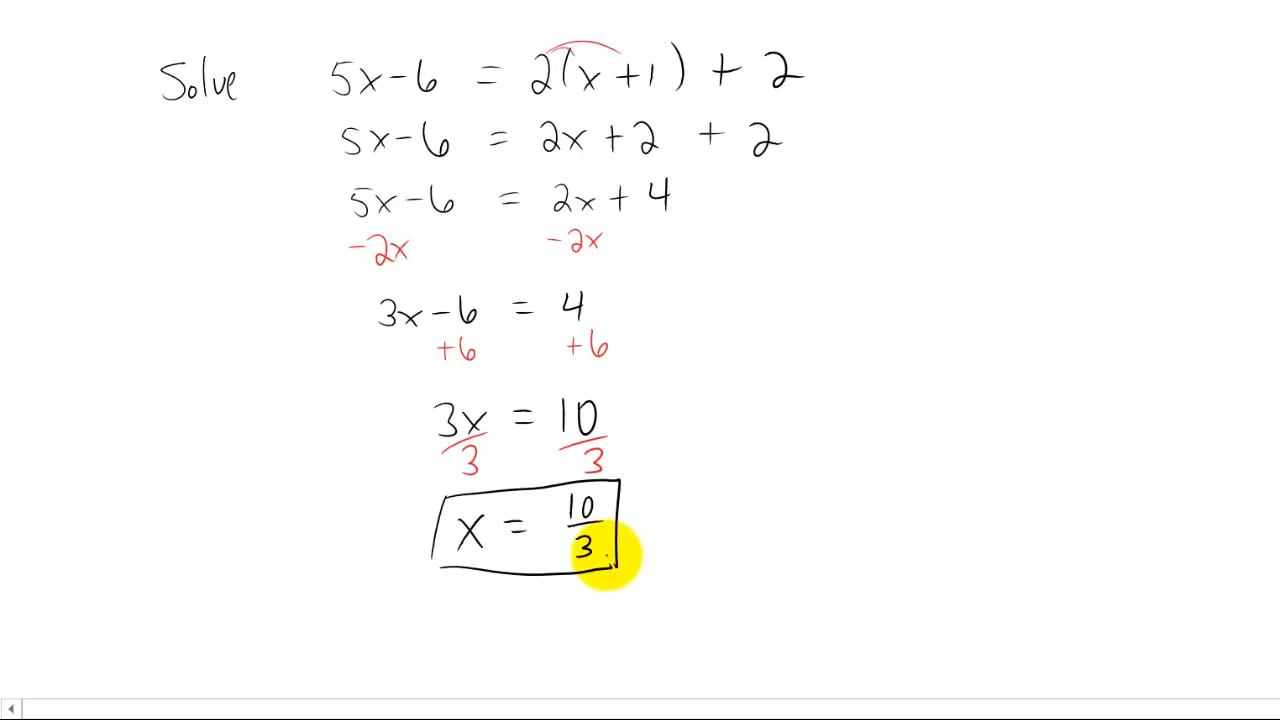 Solve 5x-6 = 2(x+1) + 2
5x-6 = 2x+2 + 2
5x-6 = 2x+4
-2x -2x
3x-6 = 4
+6 +6
3x = 10
3 3
x = 10/3